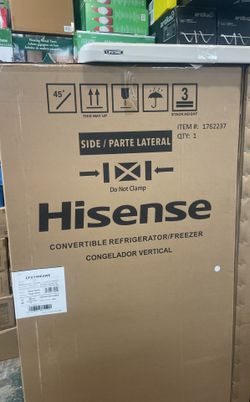 45°
THIS WAY UP
3
STACK HEIGHT
ITEM #: 1762237
QTY: 1
SIDE / PARTE LATERAL
Do Not Clamp
Hisense
CONVERTIBLE REFRIGERATOR/FREEZER
CONGELADOR VERTICAL